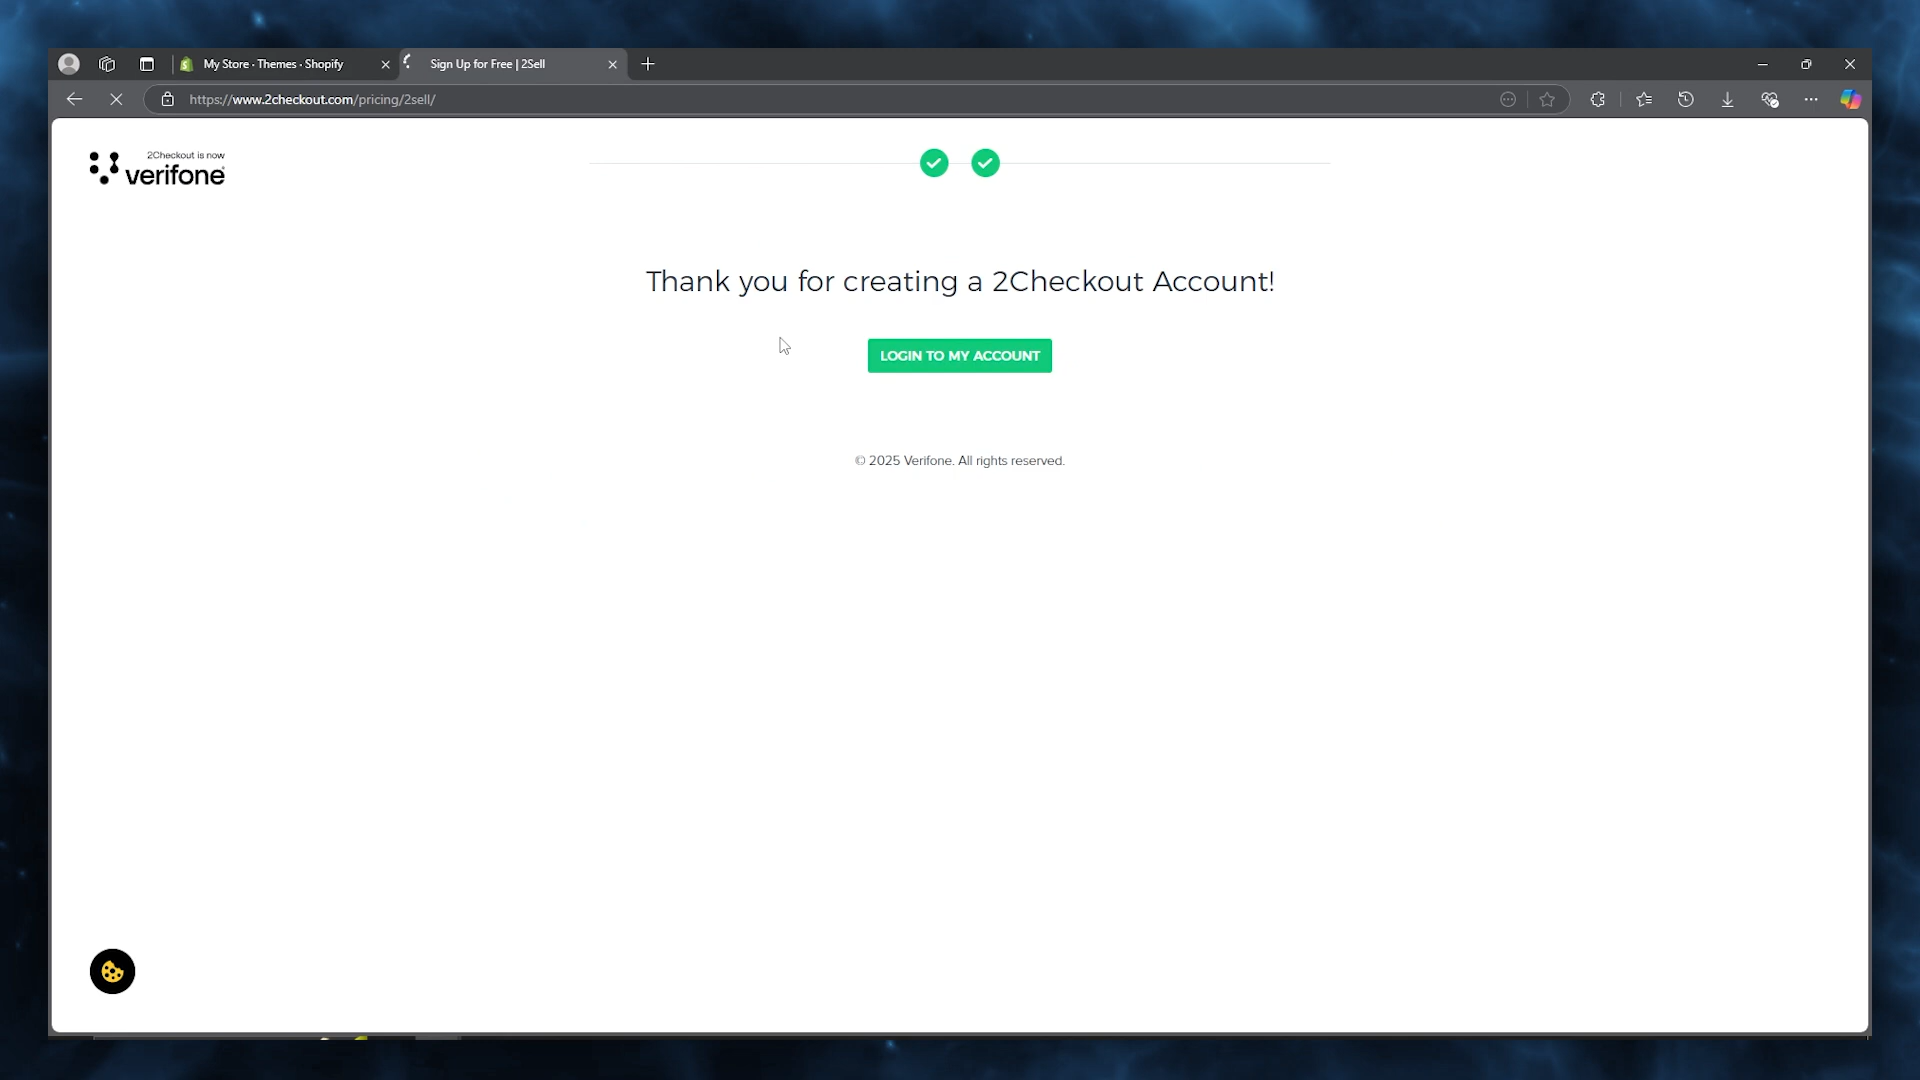 My Store · Themes · Shopify
Sign Up for Free | 2Sell
https://www.2checkout.com/pricing/2sell/
2Checkout is now
verifone
Thank you for creating a 2Checkout Account!
LOGIN TO MY ACCOUNT
© 2025 Verifone. All rights reserved.